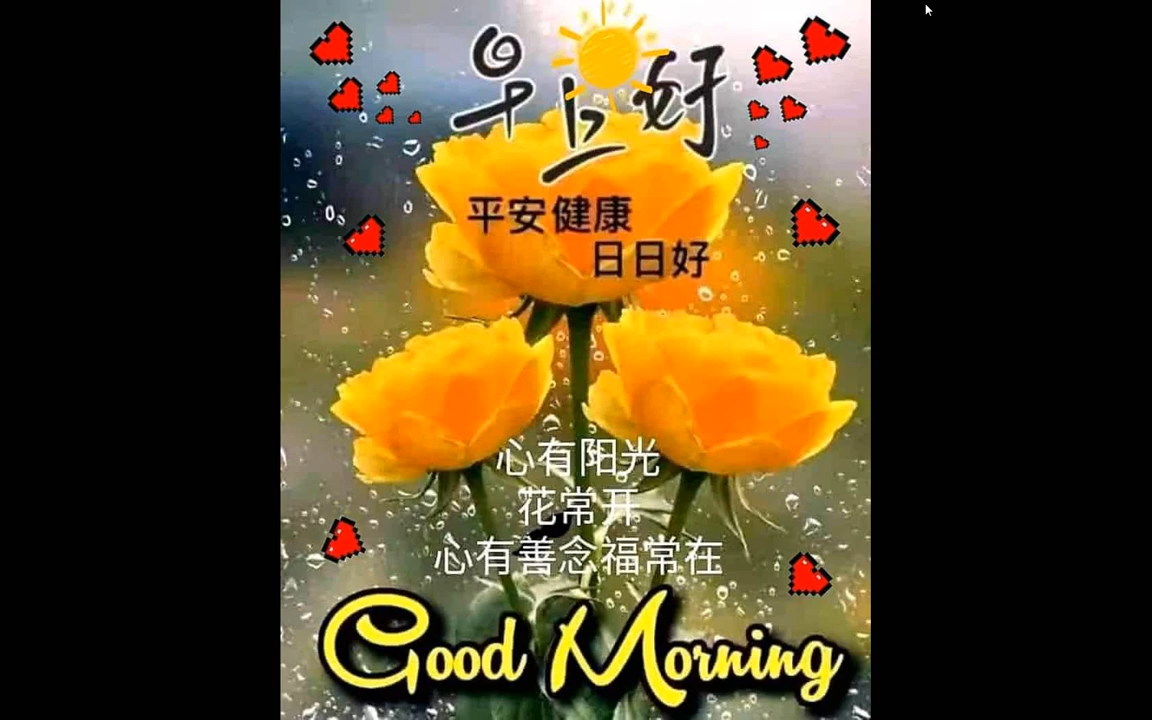 早上好
平安健康
日日好
心有阳光
花常开
心有善念福常在
Good Morning